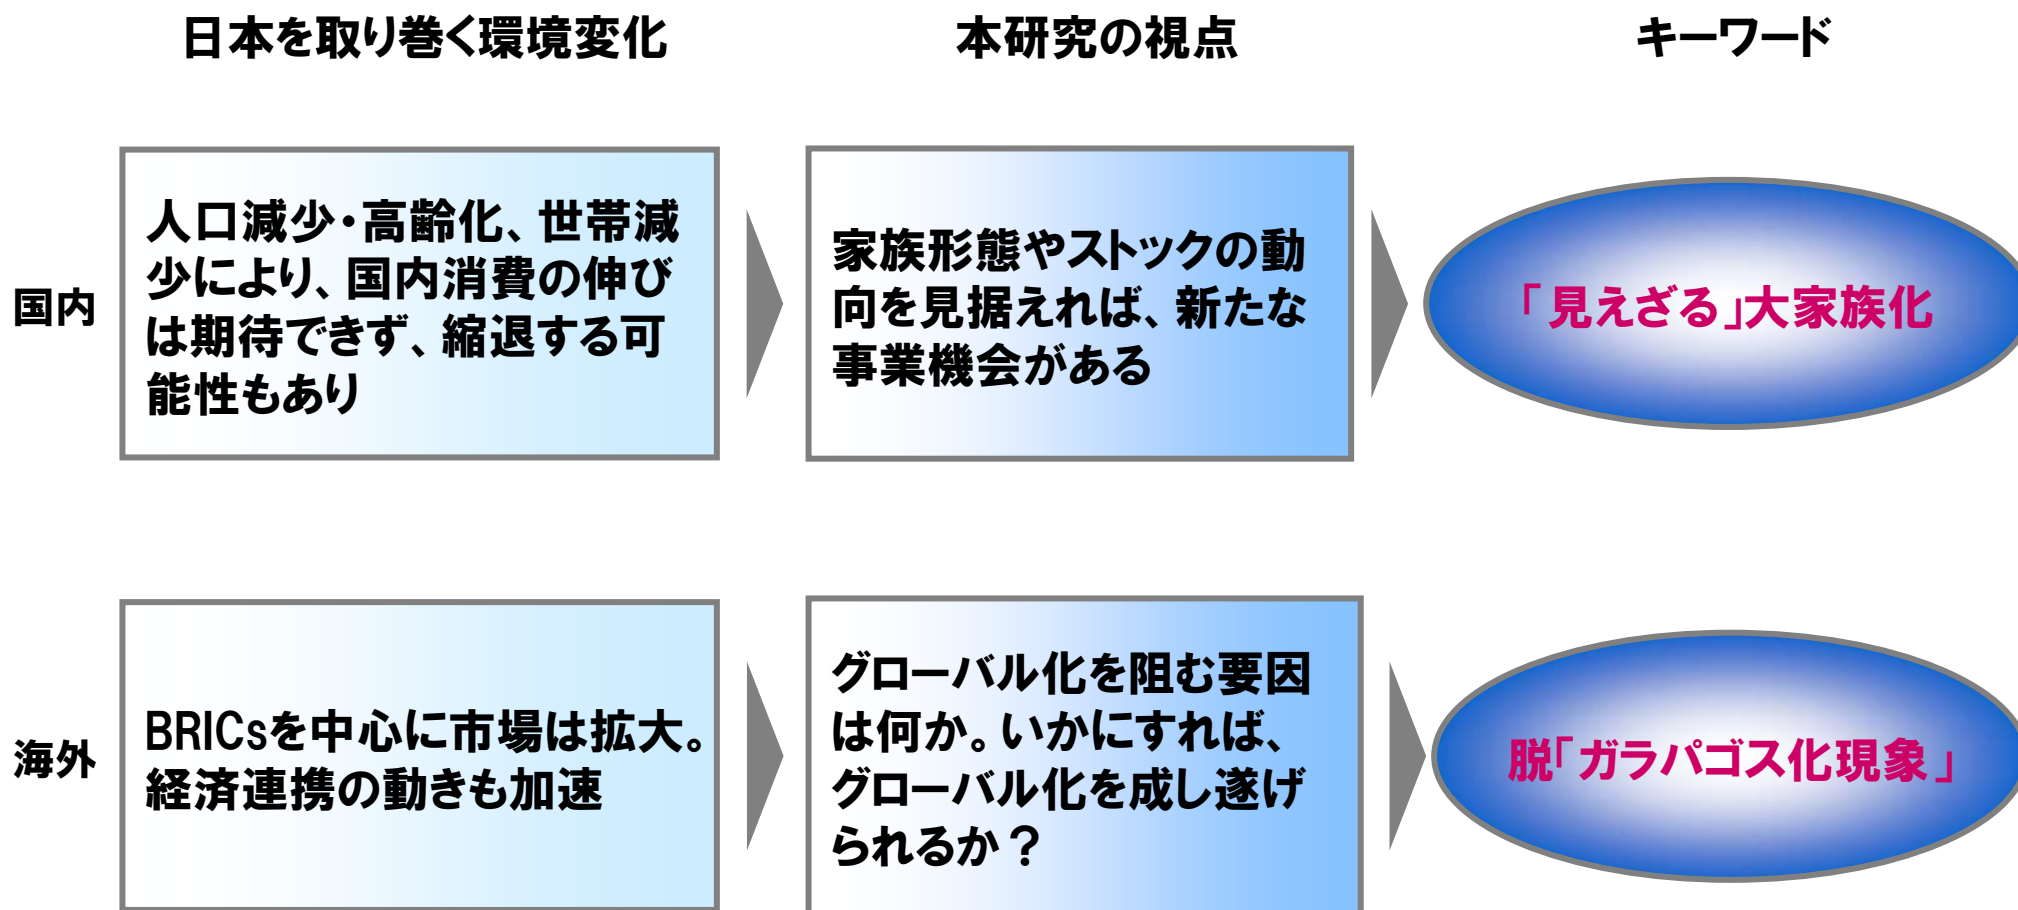 日本を取り巻く環境変化
本研究の視点
キーワード
国内
人口減少・高齢化、世帯減
少により、国内消費の伸び
は期待できず、縮退する可
能性もあり
家族形態やストックの動
向を見据えれば、新たな
事業機会がある
「見えざる」大家族化
海外
BRICsを中心に市場は拡大。
経済連携の動きも加速
グローバル化を阻む要因
は何か。いかにすれば、
グローバル化を成し遂げ
られるか？
脱「ガラパゴス化現象」